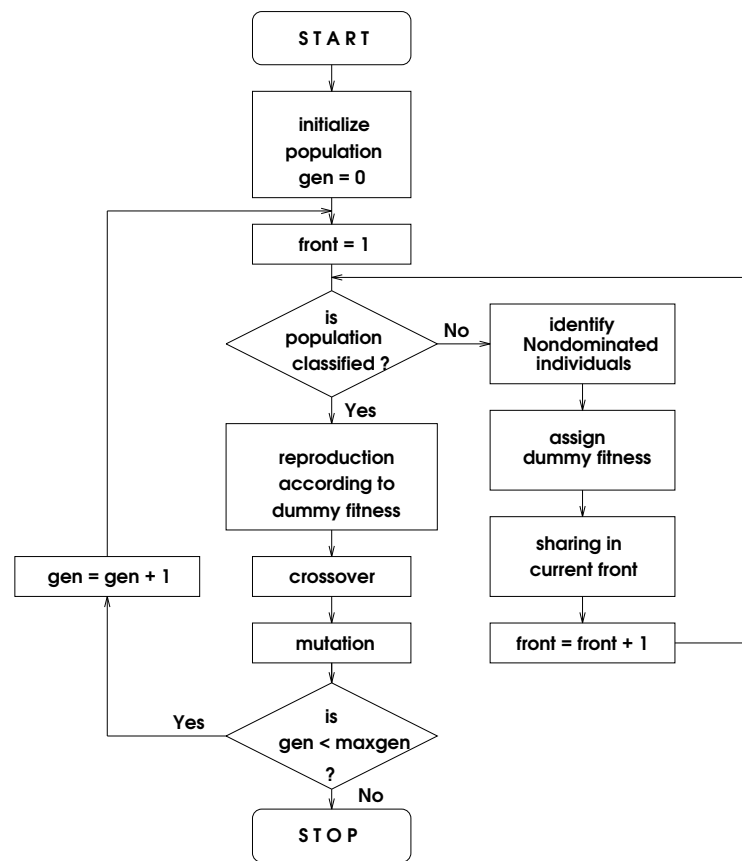 S T A R T
initialize
population
gen = 0
front = 1
is
population
classified ?
No
identify
Nondominated
individuals
Yes
assign
dummy fitness
reproduction
according to
dummy fitness
sharing in
current front
gen = gen + 1
crossover
mutation
front = front + 1
Yes
is
gen < maxgen
?
No
S T O P